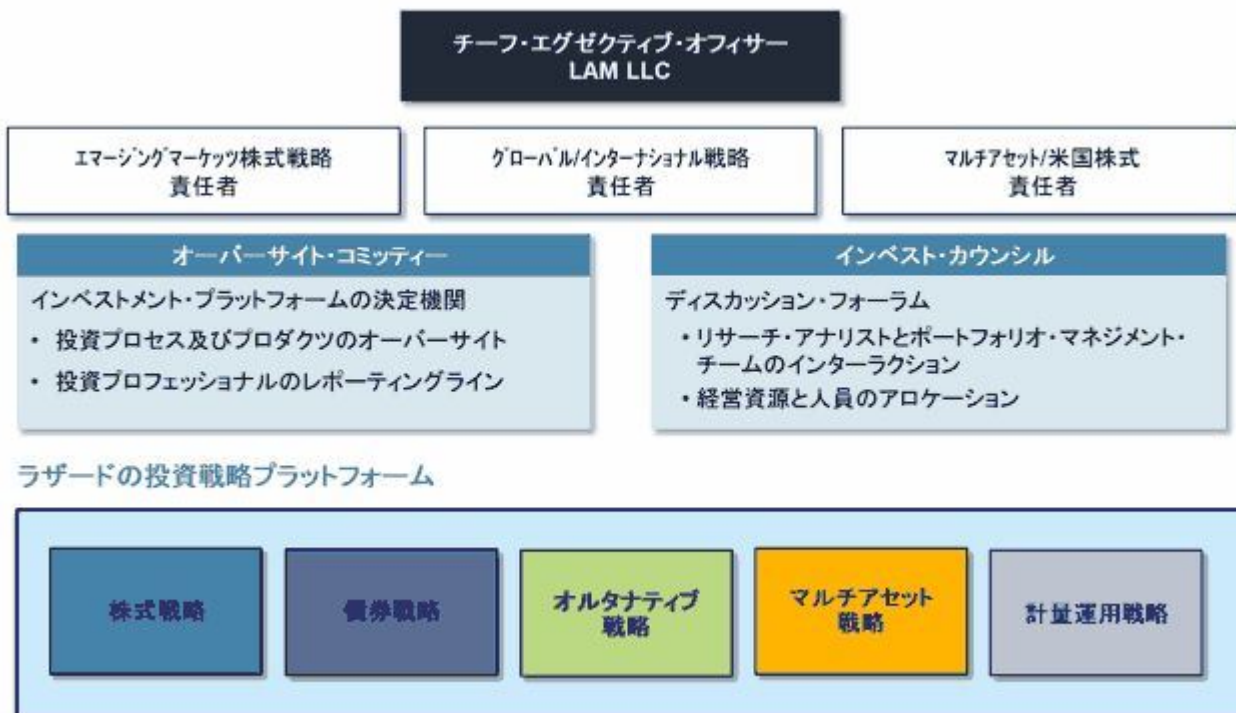 チーフ・エグゼクティブ・オフィサー
LAM LLC
エマージングマーケッツ株式戦略
責任者
グローバル/インターナショナル戦略
責任者
マルチアセット/米国株式
責任者
オーバーサイト・コミッティー
インベストメント・プラットフォームの決定機関
・ 投資プロセス及びプロダクツのオーバーサイト
・ 投資プロフェッショナルのレポーティングライン
インベスト・カウンシル
ディスカッション・フォーラム
・リサーチ・アナリストとポートフォリオ・マネジメント・
チームのインターラクション
・経営資源と人員のアロケーション
ラザードの投資戦略プラットフォーム
株式戦略
債券戦略
オルタナティブ
戦略
マルチアセット
戦略
計量運用戦略